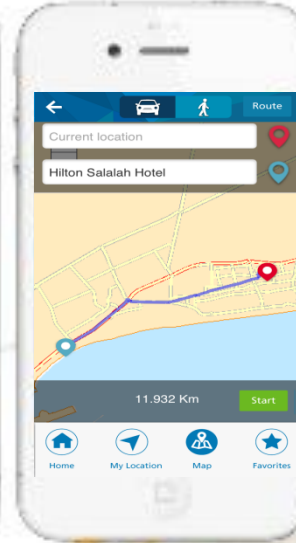 Route
Current location
Hilton Salalah Hotel
11.932 Km
Start
Home
My Location
Map
Favorites